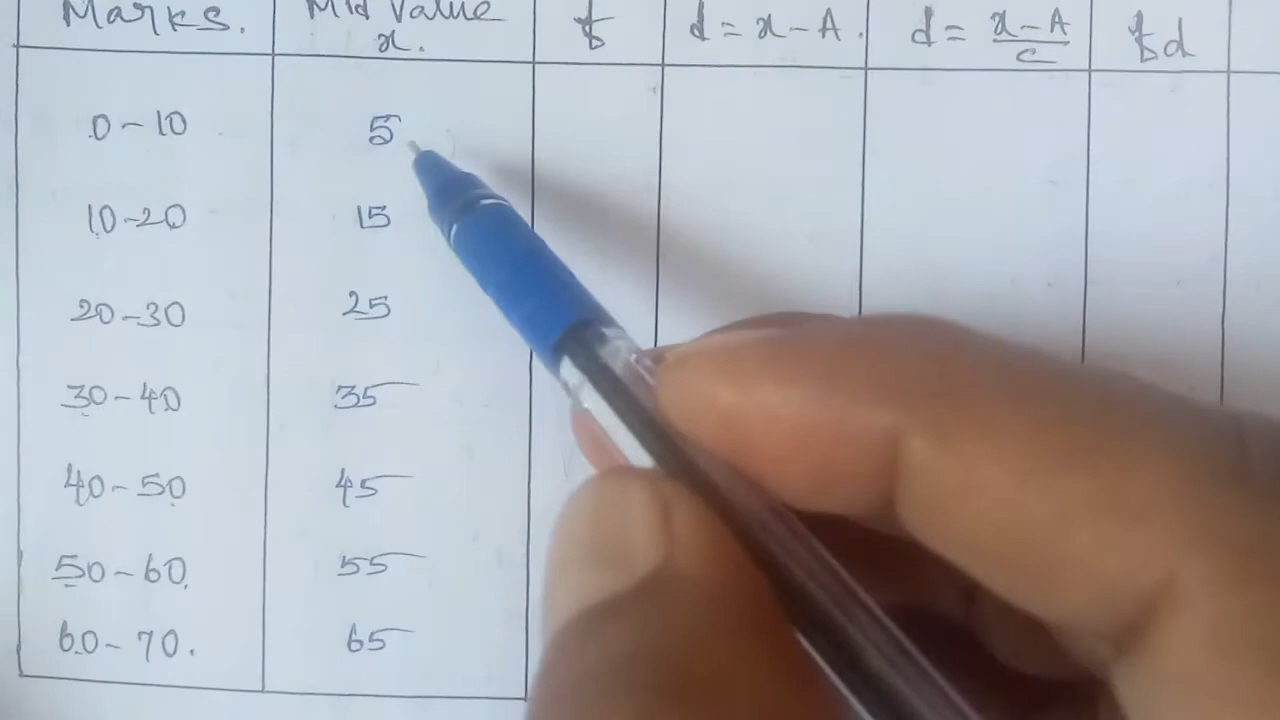 Marks. Mid Value x. f d = x - A. d = x - A / c fd
0 - 10 5
10 - 20 15
20 - 30 25
30 - 40 35
40 - 50 45
50 - 60 55
60 - 70. 65